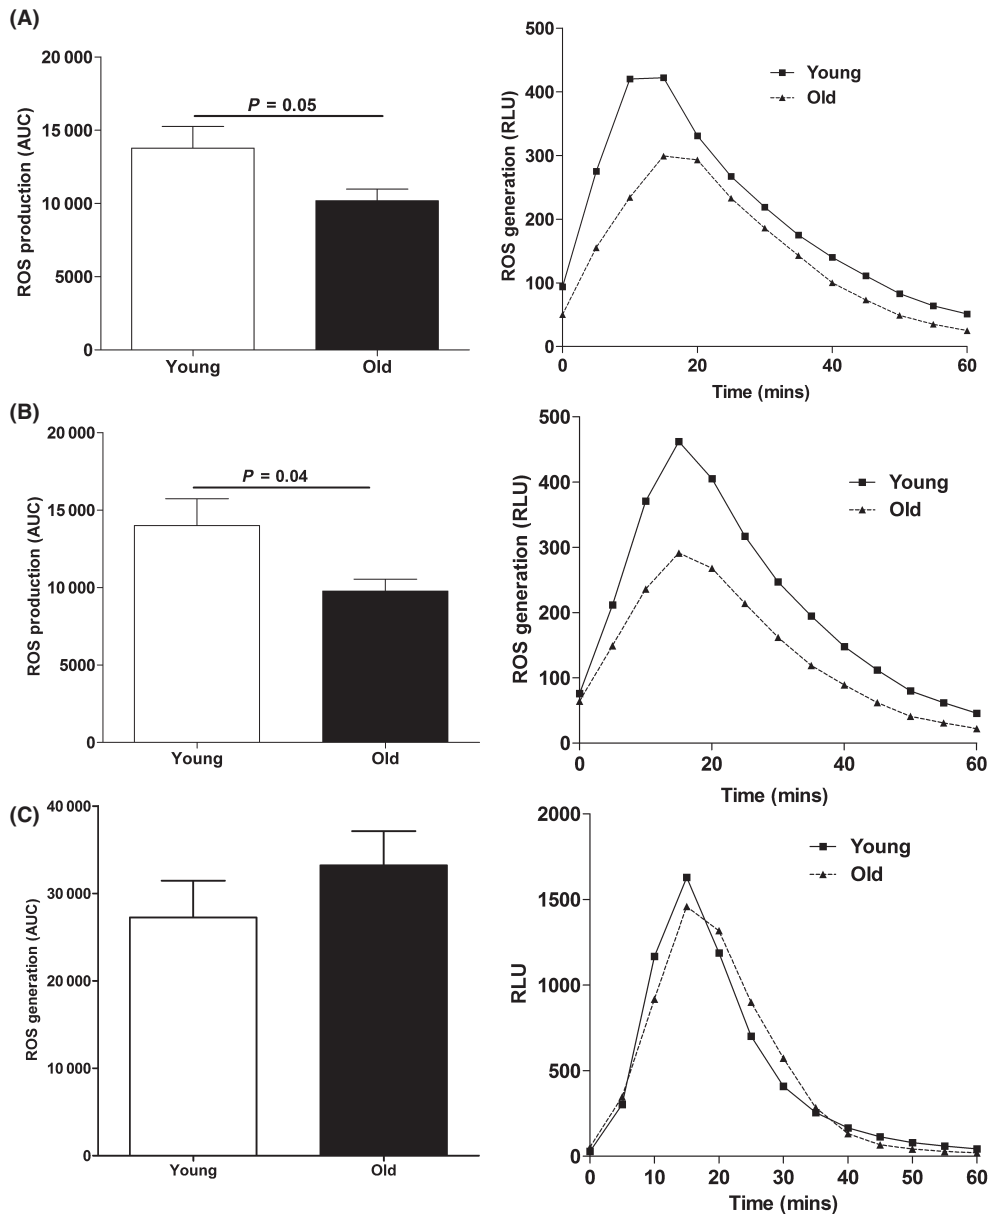 (A)
20 000
15 000
10 000
5000
0
ROS production (AUC)
P = 0.05
Young
Old
500
400
300
200
100
0
ROS generation (RLU)
Young
Old
0
20
40
60
Time (mins)
(B)
20 000
15 000
10 000
5000
0
ROS production (AUC)
P = 0.04
Young
Old
500
400
300
200
100
0
ROS generation (RLU)
Young
Old
0
20
40
60
Time (mins)
(C)
40 000
30 000
20 000
10 000
0
ROS generation (AUC)
Young
Old
2000
1500
1000
500
0
RLU
Young
Old
0
10
20
30
40
50
60
Time (mins)